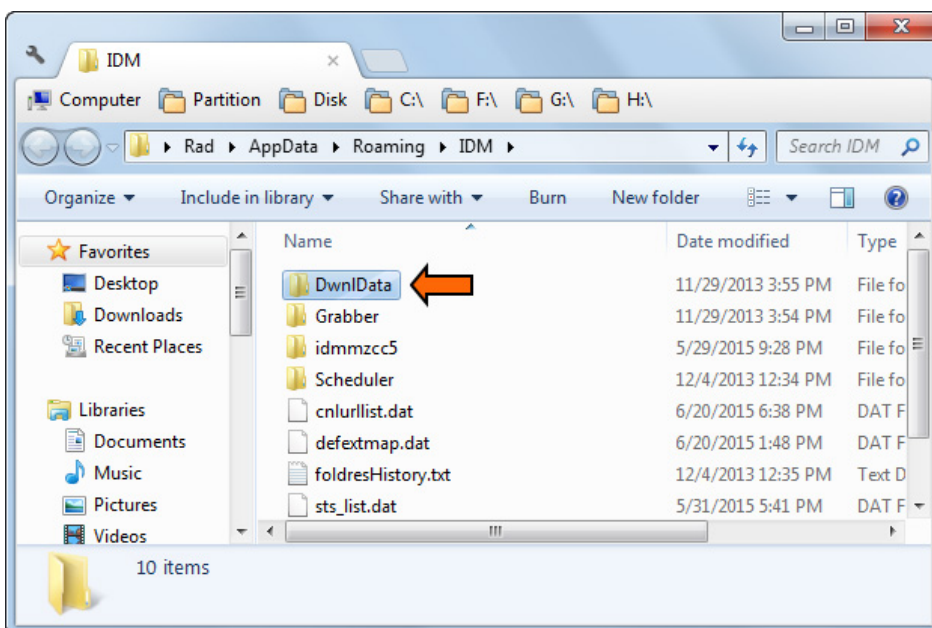 IDM
Computer Partition Disk C:\ F:\ G:\ H:\
Rad AppData Roaming IDM Search IDM
Organize Include in library Share with Burn New folder
Name Date modified Type
Favorites
Desktop
Downloads
Recent Places
Libraries
Documents
Music
Pictures
Videos
DwnlData 11/29/2013 3:55 PM File fo
Grabber 11/29/2013 3:54 PM File fo
idmmzcc5 5/29/2015 9:28 PM File fo
Scheduler 12/4/2013 12:34 PM File fo
cnlurllist.dat 6/20/2015 6:38 PM DAT F
defextmap.dat 6/20/2015 1:48 PM DAT F
foldresHistory.txt 12/4/2013 12:35 PM Text D
sts_list.dat 5/31/2015 5:41 PM DAT F
10 items